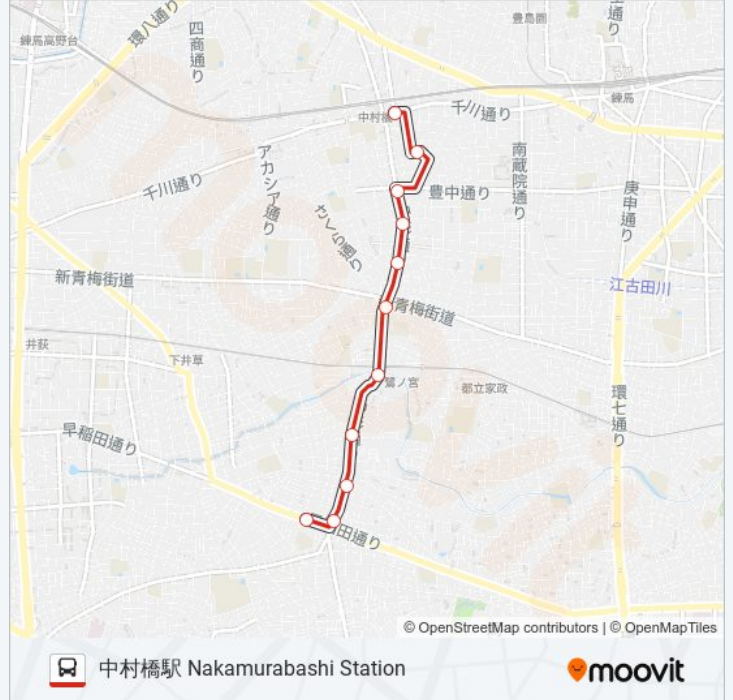 豊島園
環八通り
練馬高野台
四商通り
練馬
千川通り
中村橋
千川通り
アカシア通り
南蔵院通り
豊中通り
庚申通り
さくら通り
新青梅街道
江古田川
青梅街道
井荻
下井草
鷺ノ宮
都立家政
環七通り
早稲田通り
田通り
© OpenStreetMap contributors | © OpenMapTiles
中村橋駅 Nakamurabashi Station
moovit